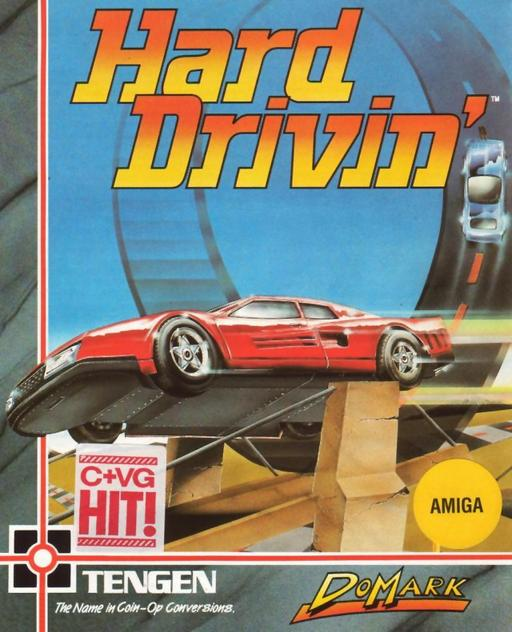 Hard
Drivin'™
C+VG
HIT!
AMIGA
TENGEN
The Name in Coin-Op Conversions.
DOMARK